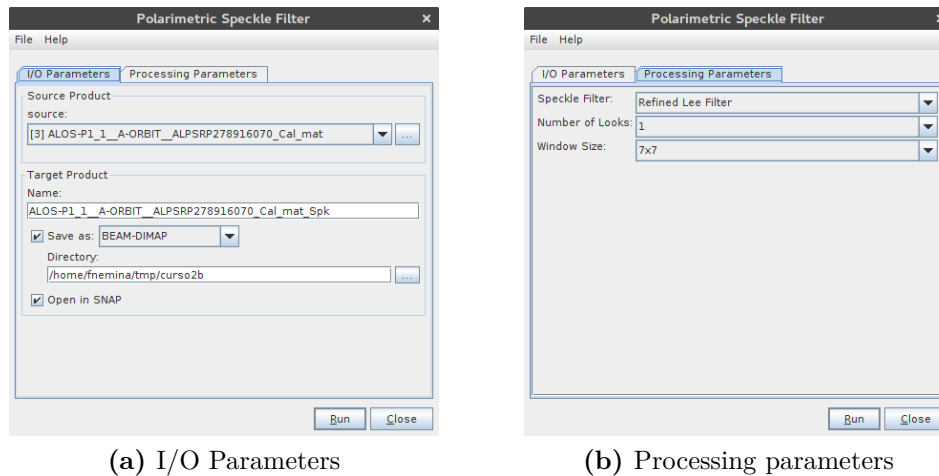 Polarimetric Speckle Filter ×
File Help
I/O Parameters Processing Parameters
Source Product
source:
[3] ALOS-P1_1__A-ORBIT__ALPSRP278916070_Cal_mat ...
Target Product
Name:
ALOS-P1_1__A-ORBIT__ALPSRP278916070_Cal_mat_Spk
Save as: BEAM-DIMAP
Directory:
/home/fnemina/tmp/curso2b ...
Open in SNAP
Run Close
(a) I/O Parameters
Polarimetric Speckle Filter
File Help
I/O Parameters Processing Parameters
Speckle Filter: Refined Lee Filter
Number of Looks: 1
Window Size: 7x7
Run Close
(b) Processing parameters